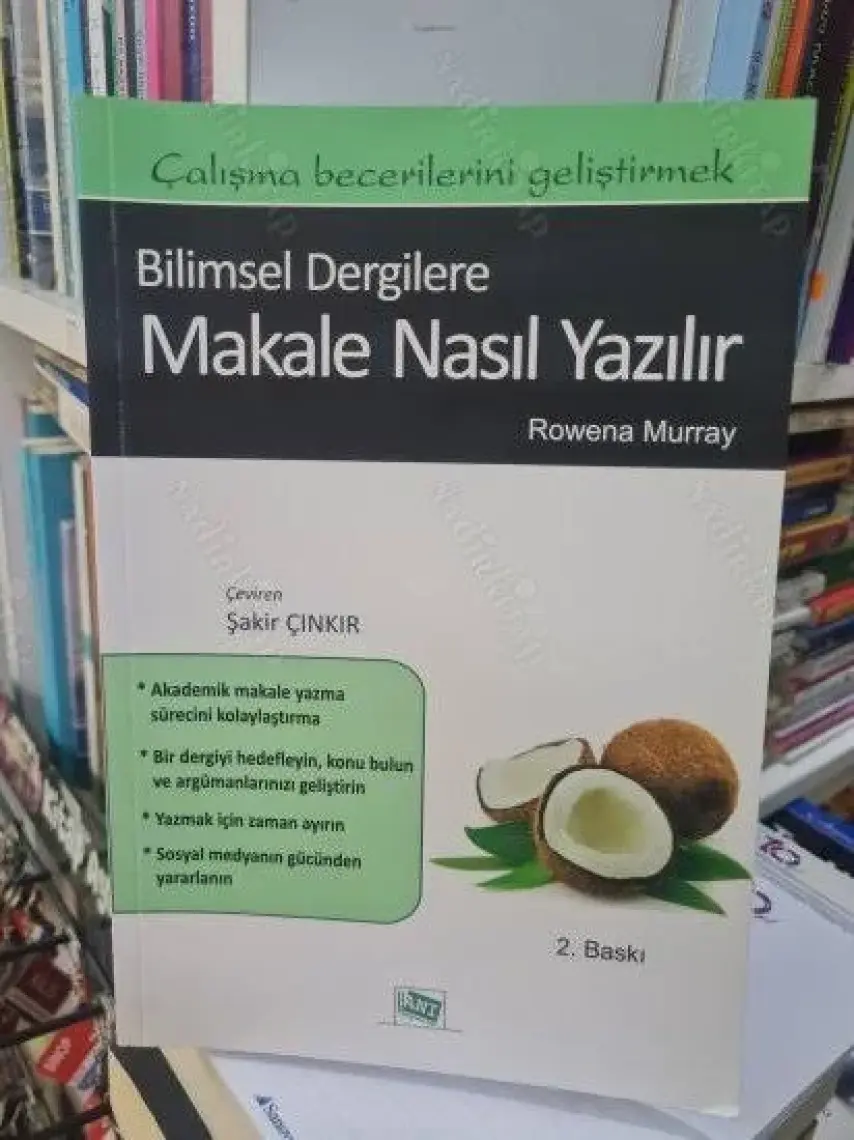 Çalışma becerilerini geliştirmek
Bilimsel Dergilere
Makale Nasıl Yazılır
Rowena Murray
Çeviren
Şakir ÇINKIR
* Akademik makale yazma
sürecini kolaylaştırma
* Bir dergiyi hedefleyin, konu bulun
ve argümanlarınızı geliştirin
* Yazmak için zaman ayırın
* Sosyal medyanın gücünden
yararlanın
2. Baskı
ANI